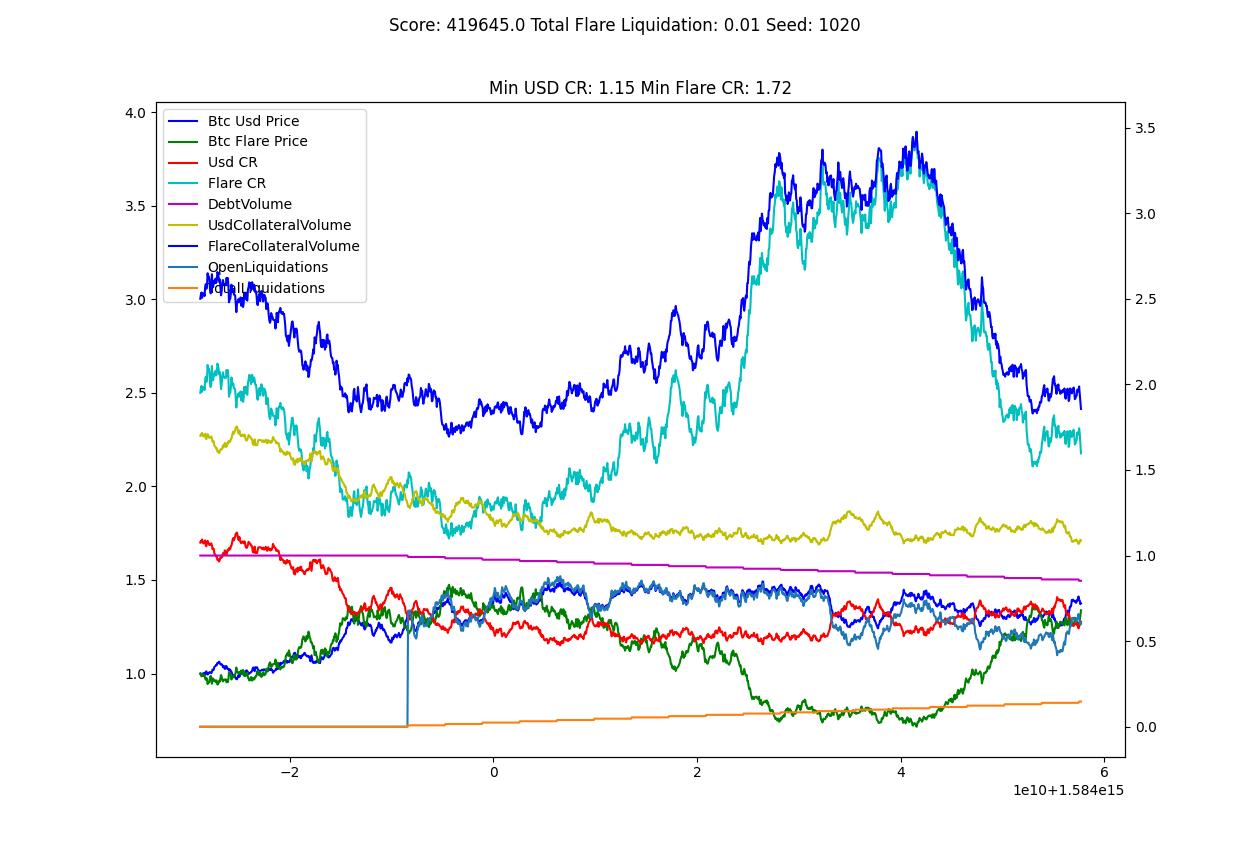 Score: 419645.0 Total Flare Liquidation: 0.01 Seed: 1020
Min USD CR: 1.15 Min Flare CR: 1.72
4.0
3.5
3.0
2.5
2.0
1.5
1.0
Btc Usd Price
Btc Flare Price
Usd CR
Flare CR
DebtVolume
UsdCollateralVolume
FlareCollateralVolume
OpenLiquidations
TotalLiquidations
3.5
3.0
2.5
2.0
1.5
1.0
0.5
0.0
−2
0
2
4
6
1e10+1.584e15